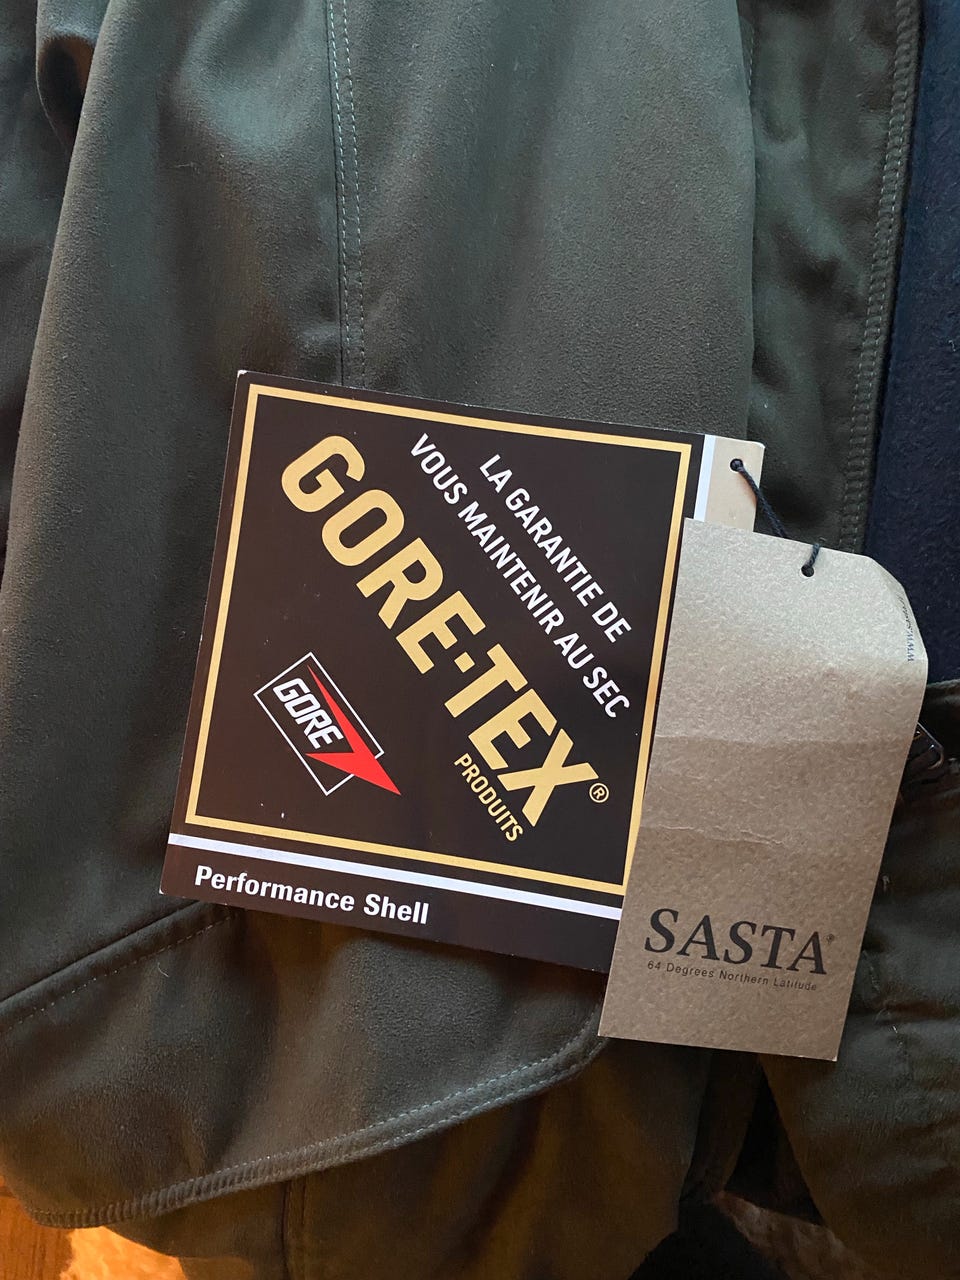 LA GARANTIE DE
VOUS MAINTENIR AU SEC
GORE-TEX®
PRODUITS
GORE
Performance Shell
SASTA®
64 Degrees Northern Latitude